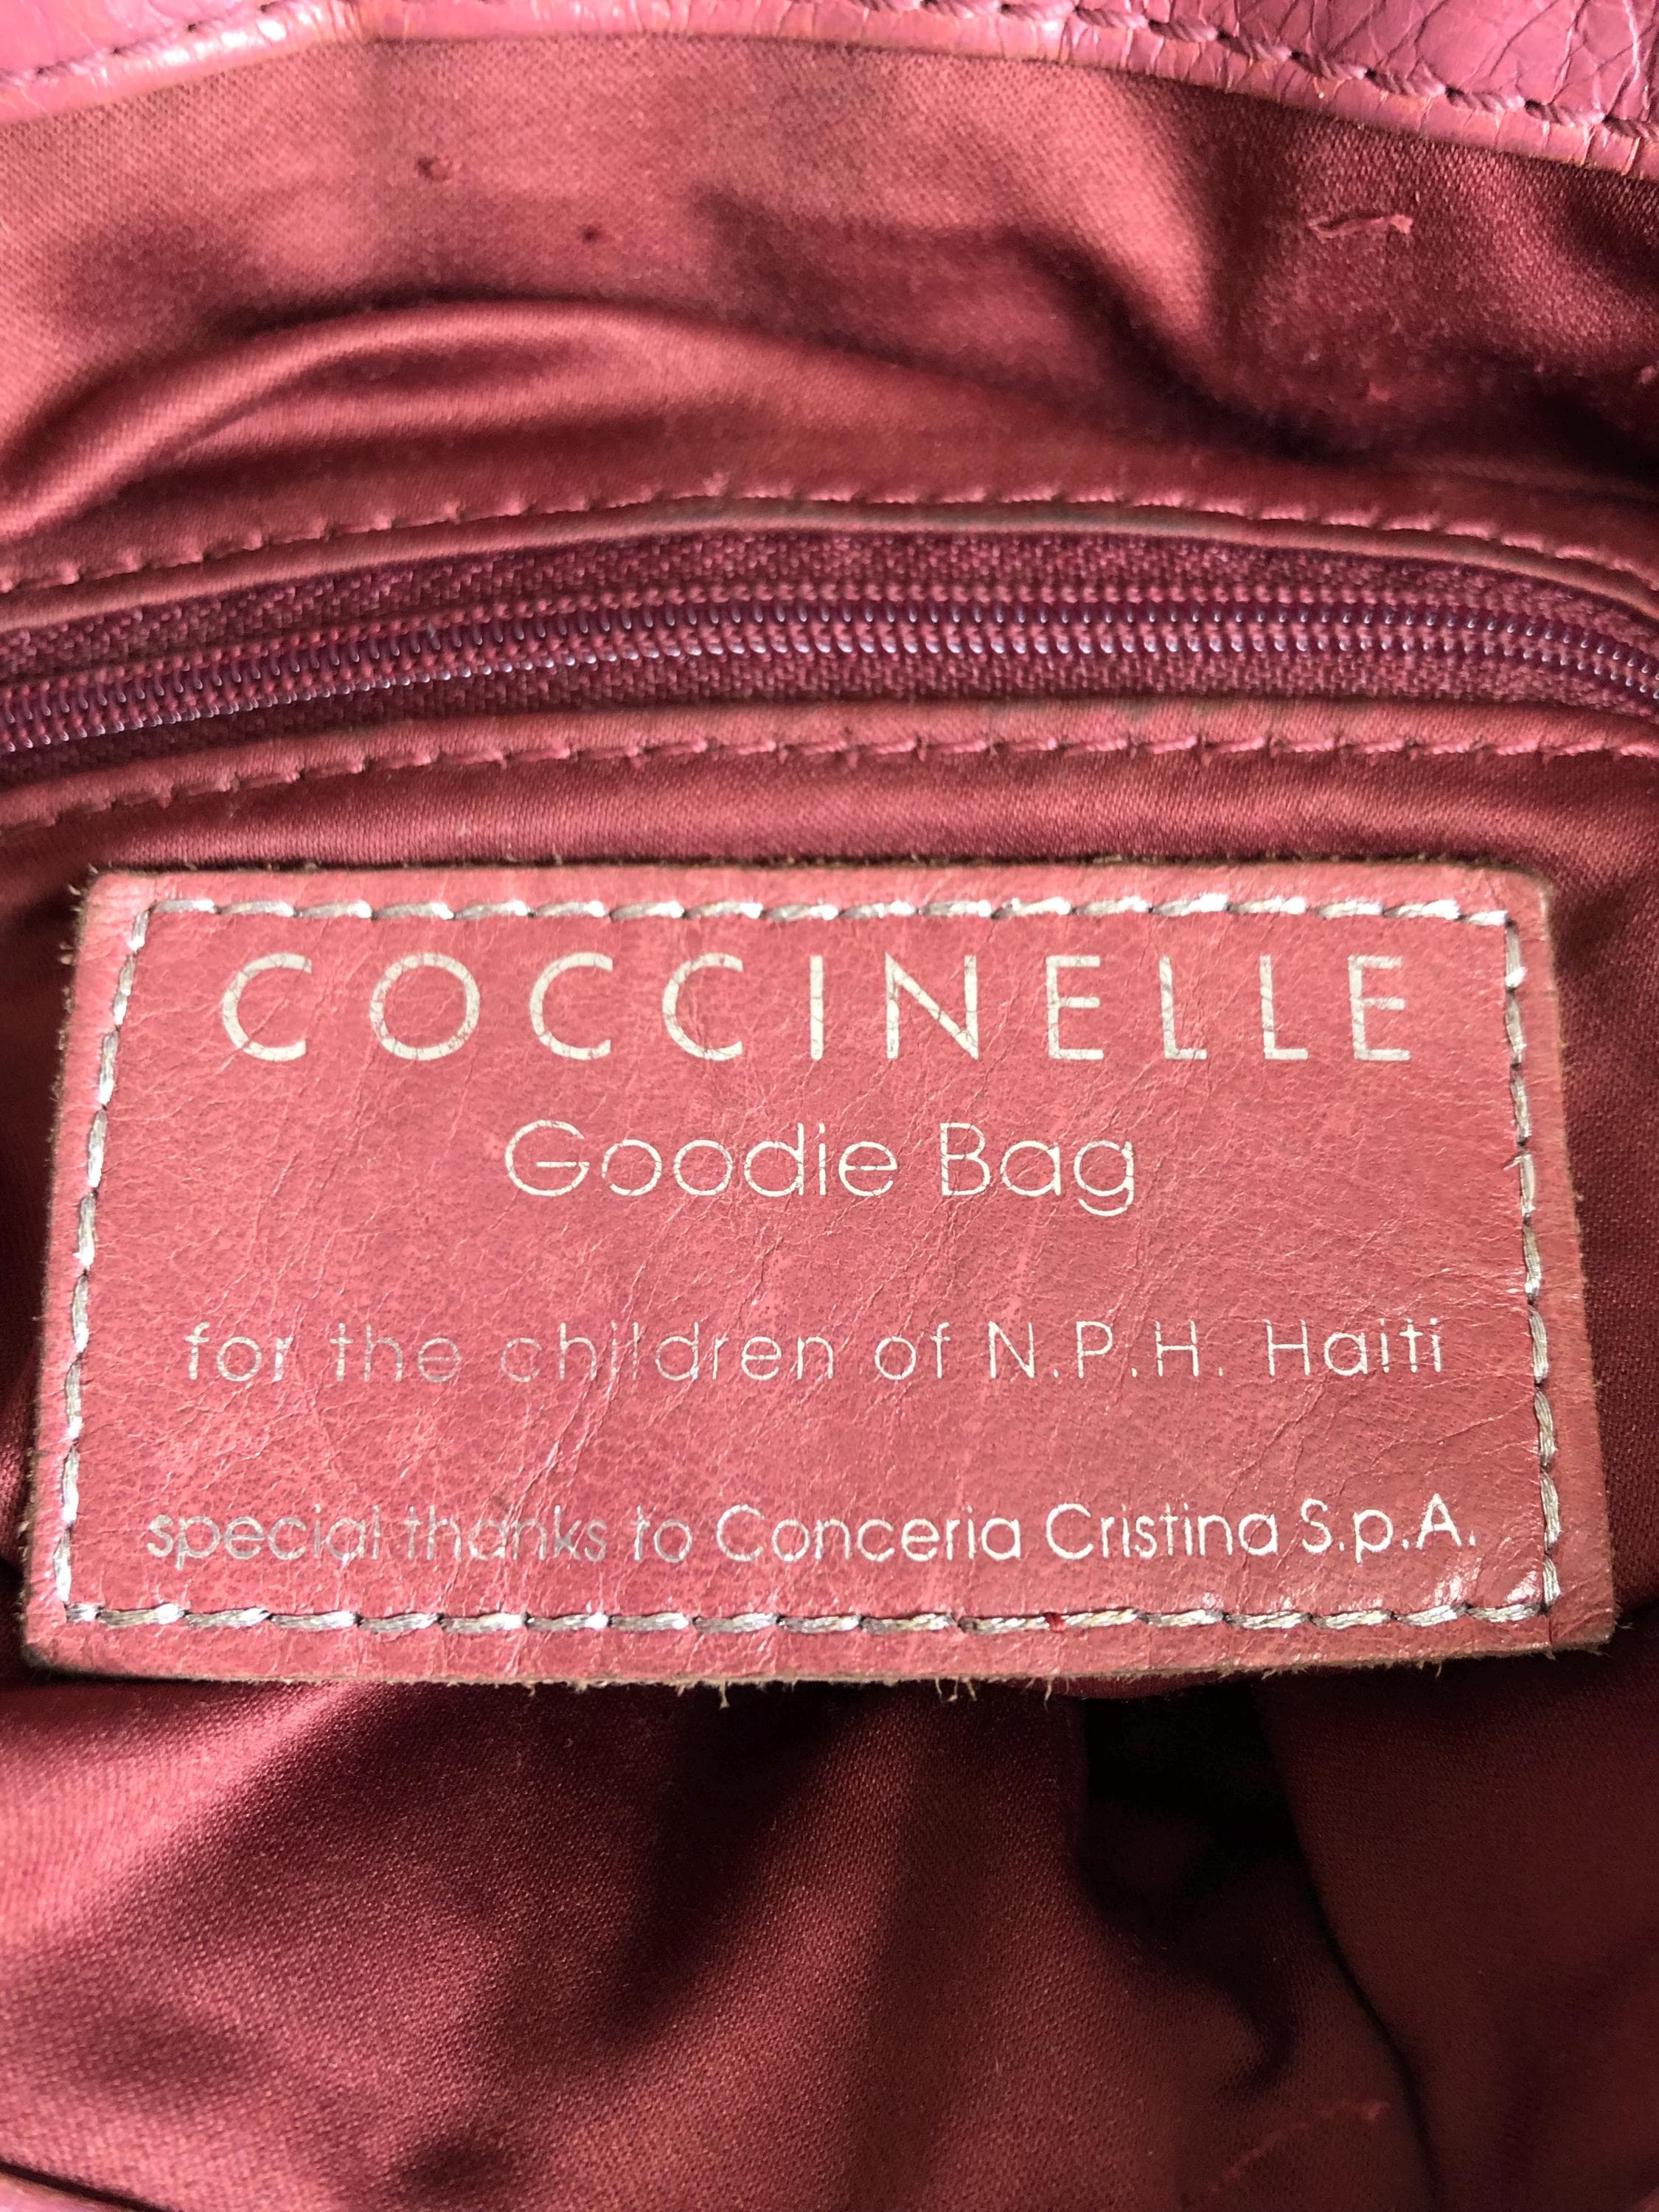 COCCINELLE
Goodie Bag
for the children of N.P.H. Haiti
special thanks to Conceria Cristina S.p.A.